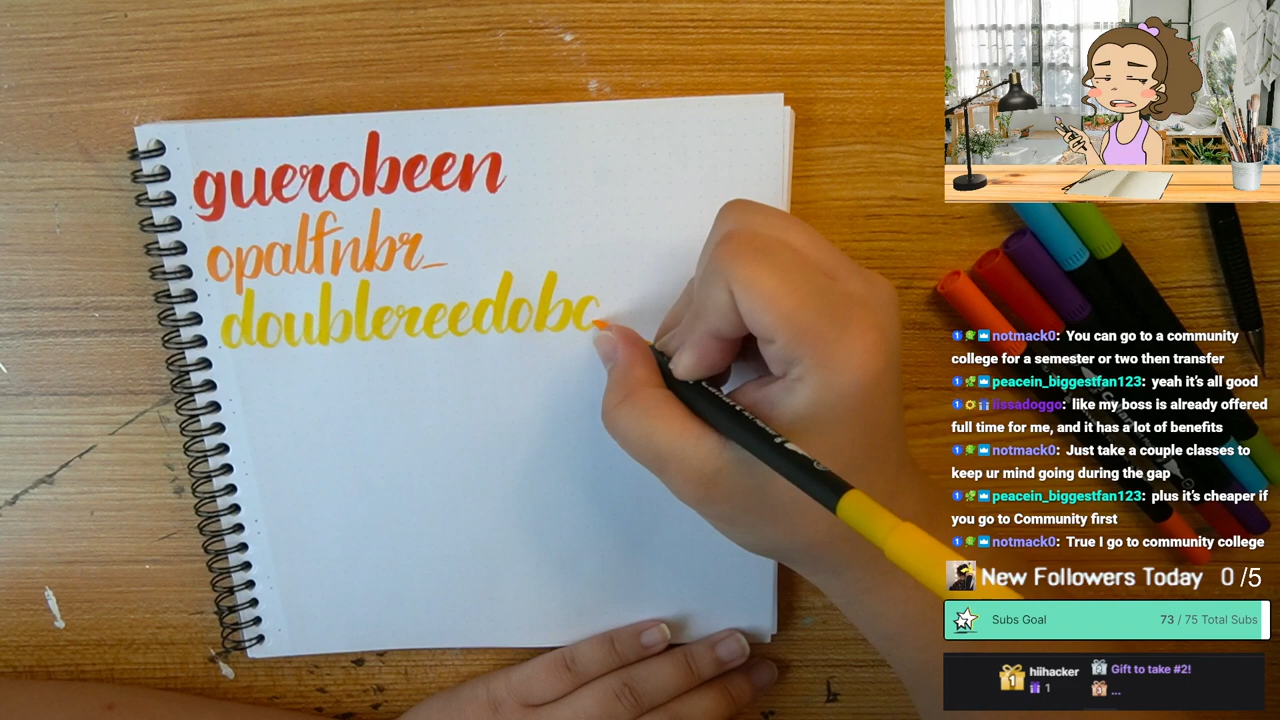 guerobeen
opalfnbr_
doublereedobo
notmack0: You can go to a community
college for a semester or two then transfer
peacein_biggestfan123: yeah it's all good
lissadoggo: like my boss is already offered
full time for me, and it has a lot of benefits
notmack0: Just take a couple classes to
keep ur mind going during the gap
peacein_biggestfan123: plus it's cheaper if
you go to Community first
notmack0: True I go to community college
New Followers Today 0 /5
Subs Goal 73 / 75 Total Subs
1 hiihacker 1
2 Gift to take #2!
3 ...